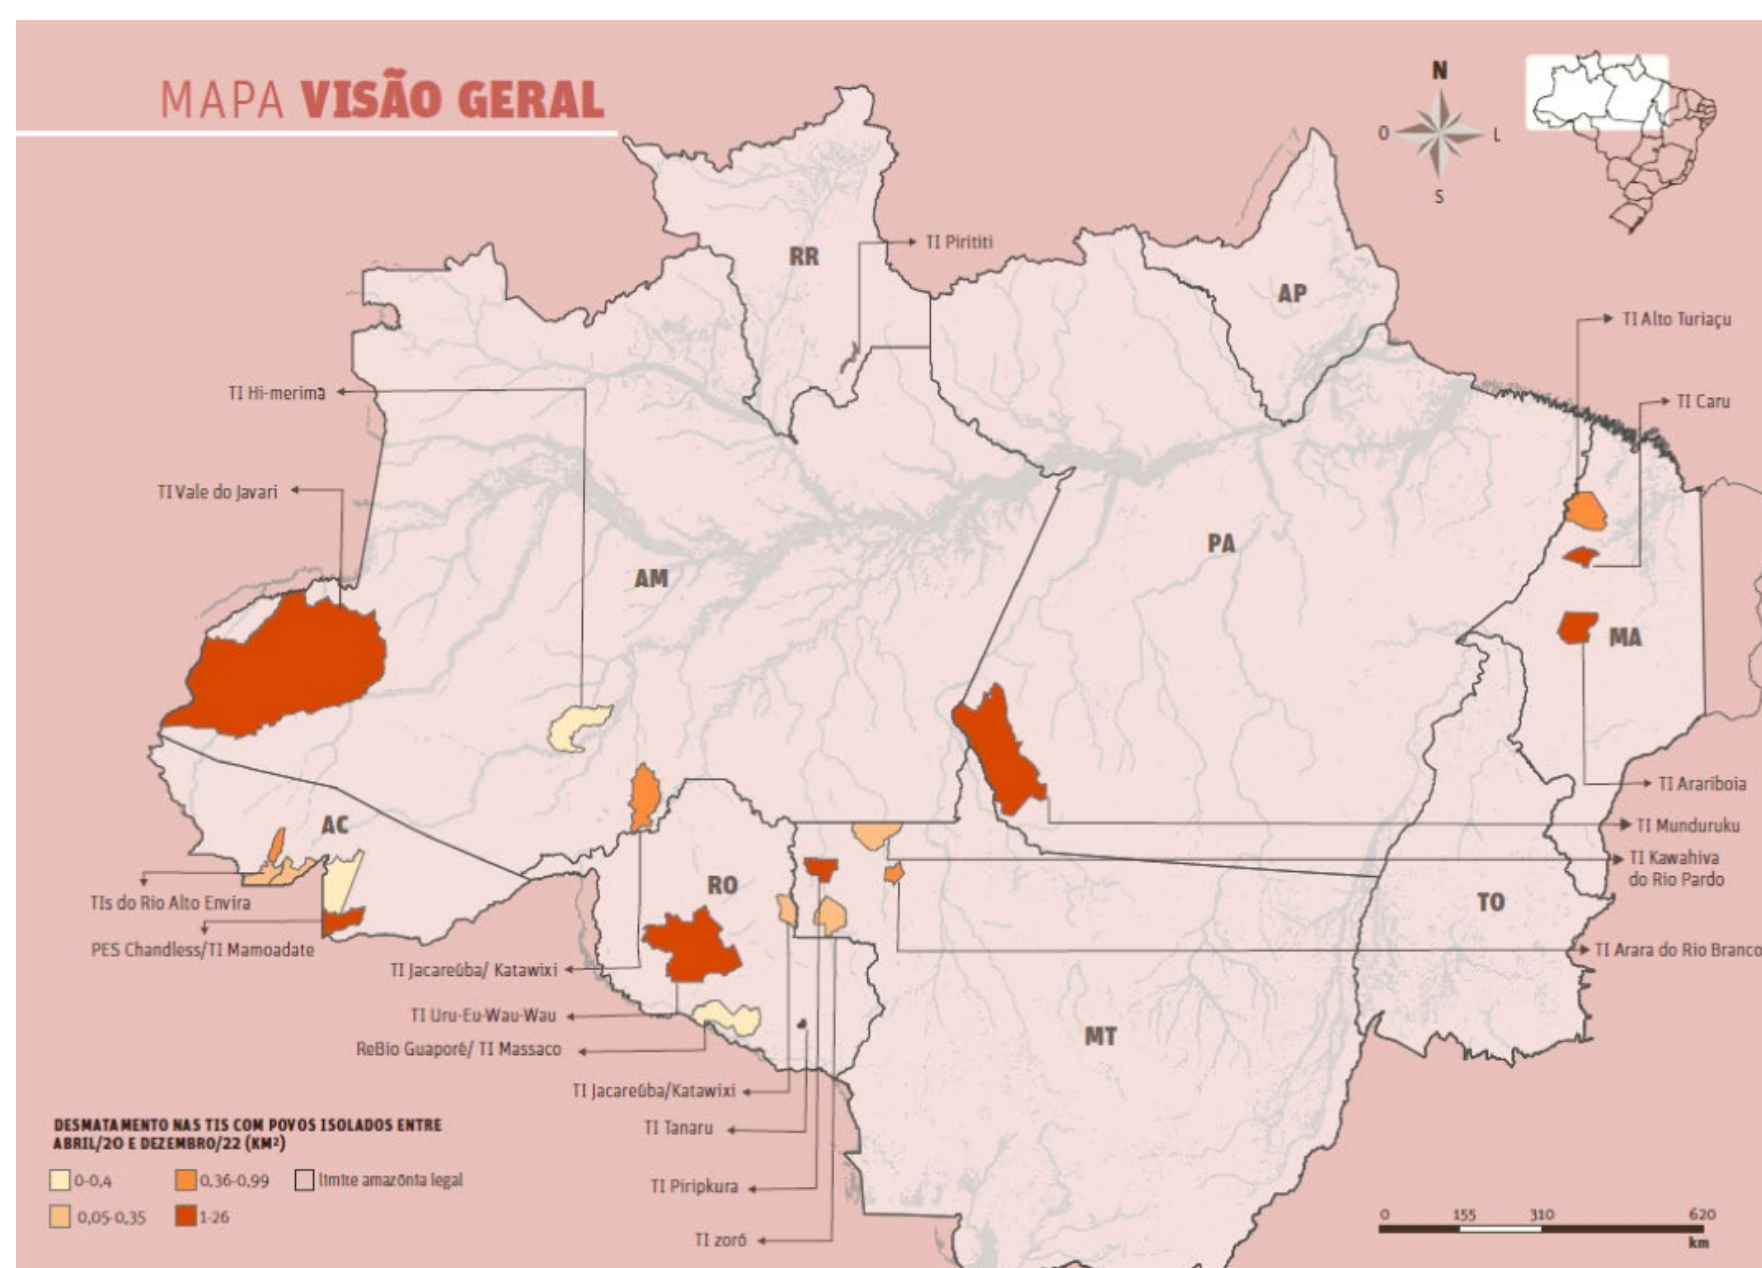 MAPA VISÃO GERAL
N
O
L
S
RR
TI Pirititi
AP
TI Alto Turiaçu
TI Hi-merimã
TI Caru
TI Vale do Javari
PA
AM
MA
TI Arariboia
AC
TI Munduruku
TI Kawahiva
do Rio Pardo
RO
TO
TIs do Rio Alto Envira
PES Chandless/TI Mamoadate
TI Arara do Rio Branco
TI Jacareúba/ Katawixi
TI Uru-Eu-Wau-Wau
MT
ReBio Guaporé/ TI Massaco
TI Jacareúba/Katawixi
TI Tanaru
TI Piripkura
TI zoró
DESMATAMENTO NAS TIS COM POVOS ISOLADOS ENTRE
ABRIL/20 E DEZEMBRO/22 (KM²)
0-0,4
0,36-0,99
limite amazônia legal
0,05-0,35
1-26
0 155 310 620
km